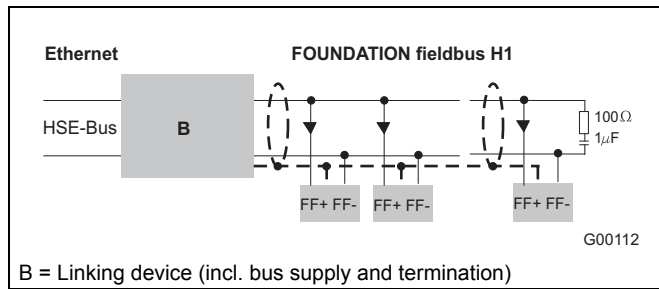 Ethernet FOUNDATION fieldbus H1
HSE-Bus B 100Ω
1µF
FF+ FF- FF+ FF- FF+ FF-
G00112
B = Linking device (incl. bus supply and termination)